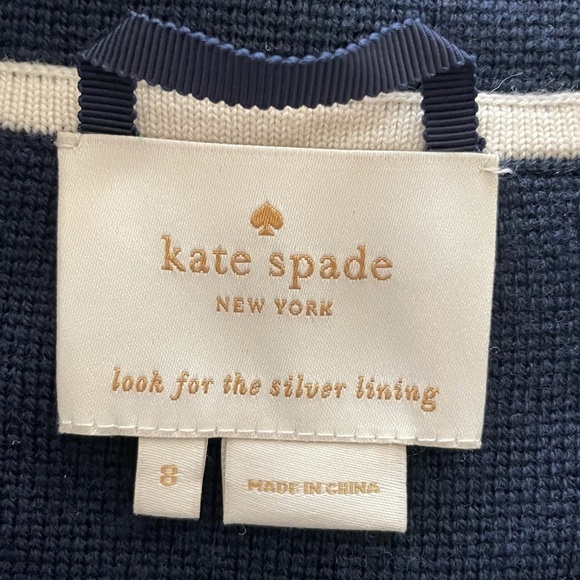 kate spade
NEW YORK
look for the silver lining
8
MADE IN CHINA